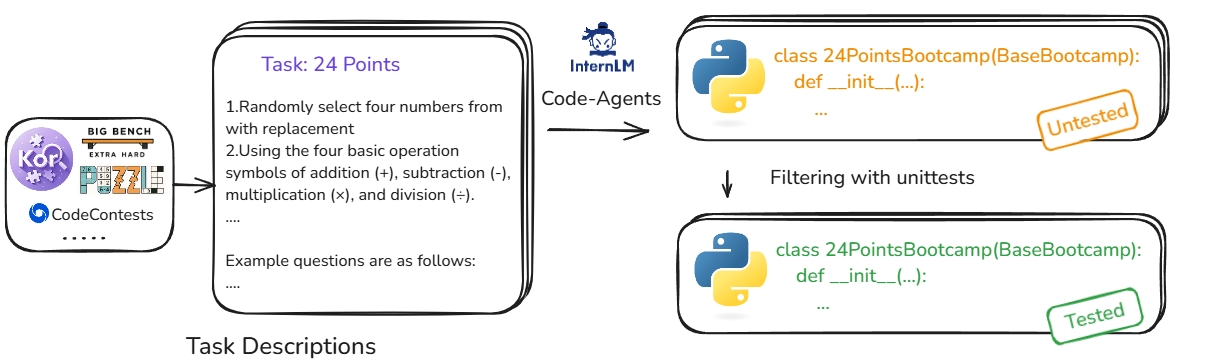 Kor
BIG BENCH
EXTRA HARD
PUZZLE
CodeContests
.....
Task: 24 Points
1.Randomly select four numbers from
with replacement
2.Using the four basic operation
symbols of addition (+), subtraction (-),
multiplication (×), and division (÷).
....
Example questions are as follows:
....
Task Descriptions
InternLM
Code-Agents
class 24PointsBootcamp(BaseBootcamp):
def __init__(...):
...
Untested
Filtering with unittests
class 24PointsBootcamp(BaseBootcamp):
def __init__(...):
...
Tested